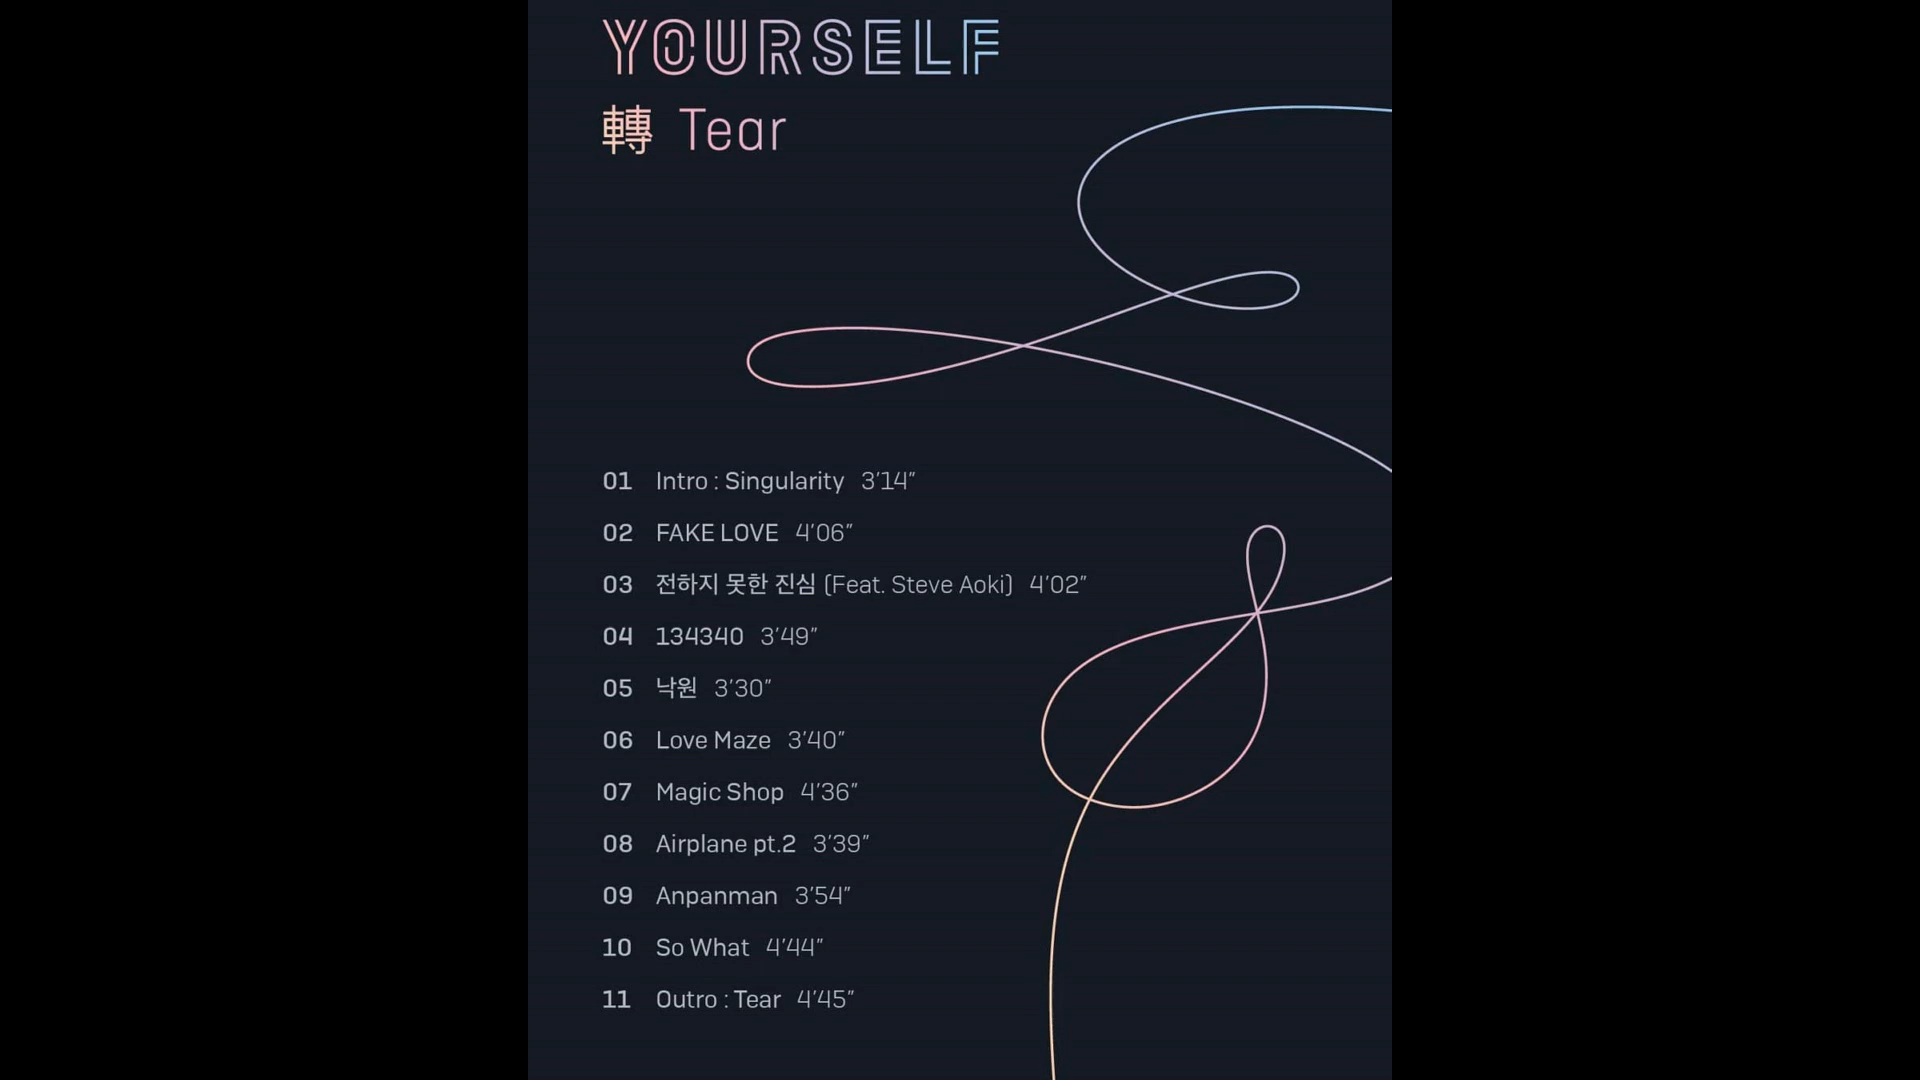 YOURSELF
轉 Tear
01 Intro : Singularity 3'14"
02 FAKE LOVE 4'06"
03 전하지 못한 진심 (Feat. Steve Aoki) 4'02"
04 134340 3'49"
05 낙원 3'30"
06 Love Maze 3'40"
07 Magic Shop 4'36"
08 Airplane pt.2 3'39"
09 Anpanman 3'54"
10 So What 4'44"
11 Outro : Tear 4'45"